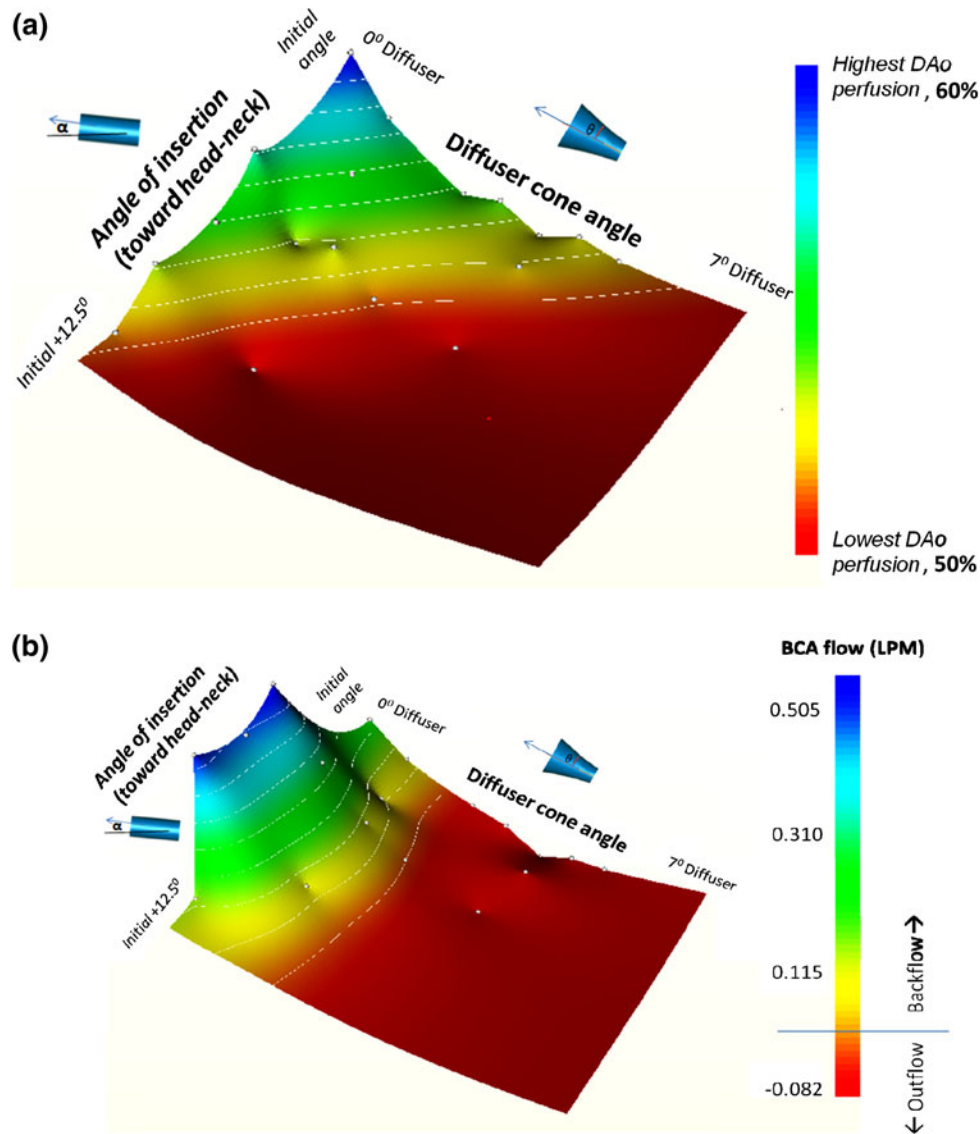 (a)
Initial
angle
0⁰ Diffuser
α
θ
Angle of insertion
(toward head-neck)
Diffuser cone angle
7⁰ Diffuser
Initial +12.5⁰
Highest DAo
perfusion , 60%
Lowest DAo
perfusion , 50%
(b)
BCA flow (LPM)
Angle of insertion
(toward head-neck)
Initial
angle
0⁰ Diffuser
θ
Diffuser cone angle
α
7⁰ Diffuser
Initial +12.5⁰
0.505
0.310
0.115
-0.082
Backflow →
← Outflow